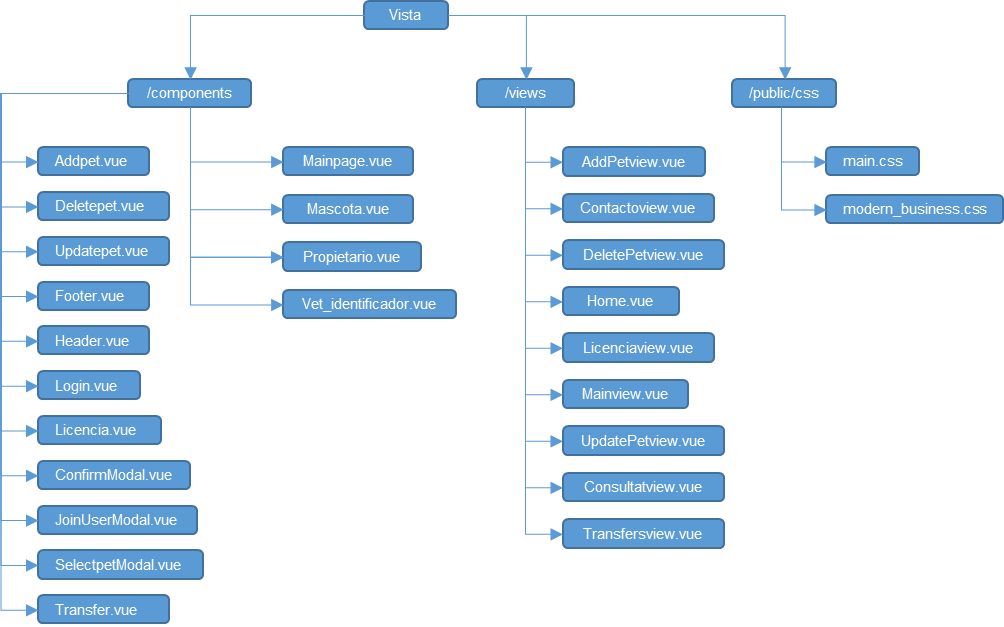 Vista
/components
/views
/public/css
Addpet.vue
Deletepet.vue
Updatepet.vue
Footer.vue
Header.vue
Login.vue
Licencia.vue
ConfirmModal.vue
JoinUserModal.vue
SelectpetModal.vue
Transfer.vue
Mainpage.vue
Mascota.vue
Propietario.vue
Vet_identificador.vue
AddPetview.vue
Contactoview.vue
DeletePetview.vue
Home.vue
Licenciaview.vue
Mainview.vue
UpdatePetview.vue
Consultatview.vue
Transfersview.vue
main.css
modern_business.css